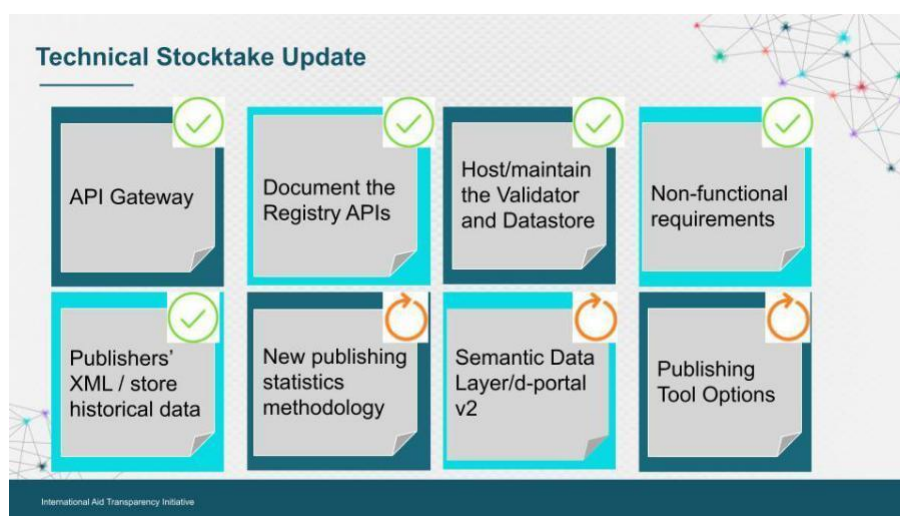 Technical Stocktake Update
API Gateway
Document the
Registry APIs
Host/maintain
the Validator
and Datastore
Non-functional
requirements
Publishers’
XML / store
historical data
New publishing
statistics
methodology
Semantic Data
Layer/d-portal
v2
Publishing
Tool Options
International Aid Transparency Initiative